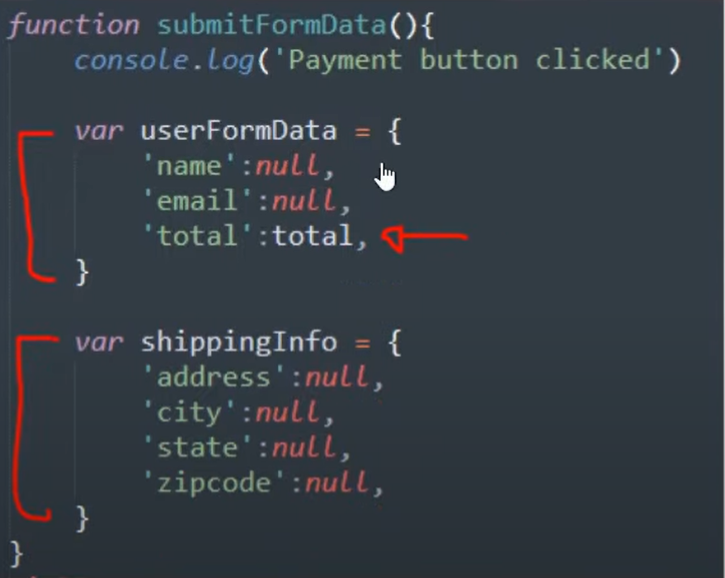 function submitFormData(){
console.log('Payment button clicked')
var userFormData = {
'name':null,
'email':null,
'total':total,
}
var shippingInfo = {
'address':null,
'city':null,
'state':null,
'zipcode':null,
}
}